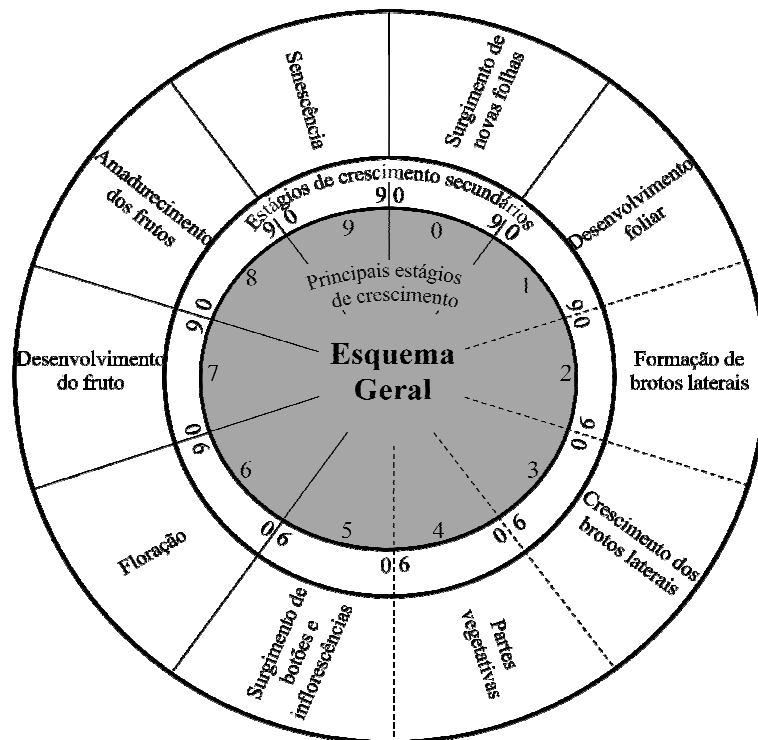 Esquema
Geral
Principais estágios
de crescimento
0
1
2
3
4
5
6
7
8
9
Estágios de crescimento secundários
9 0
9 0
9 0
9 0
9 0
9 0
9 0
9 0
9 0
9 0
Surgimento de
novas folhas
Desenvolvimento
foliar
Formação de
brotos laterais
Crescimento dos
brotos laterais
Partes
vegetativas
Surgimento de
botões e
inflorescências
Floração
Desenvolvimento
do fruto
Amadurecimento
dos frutos
Senescência